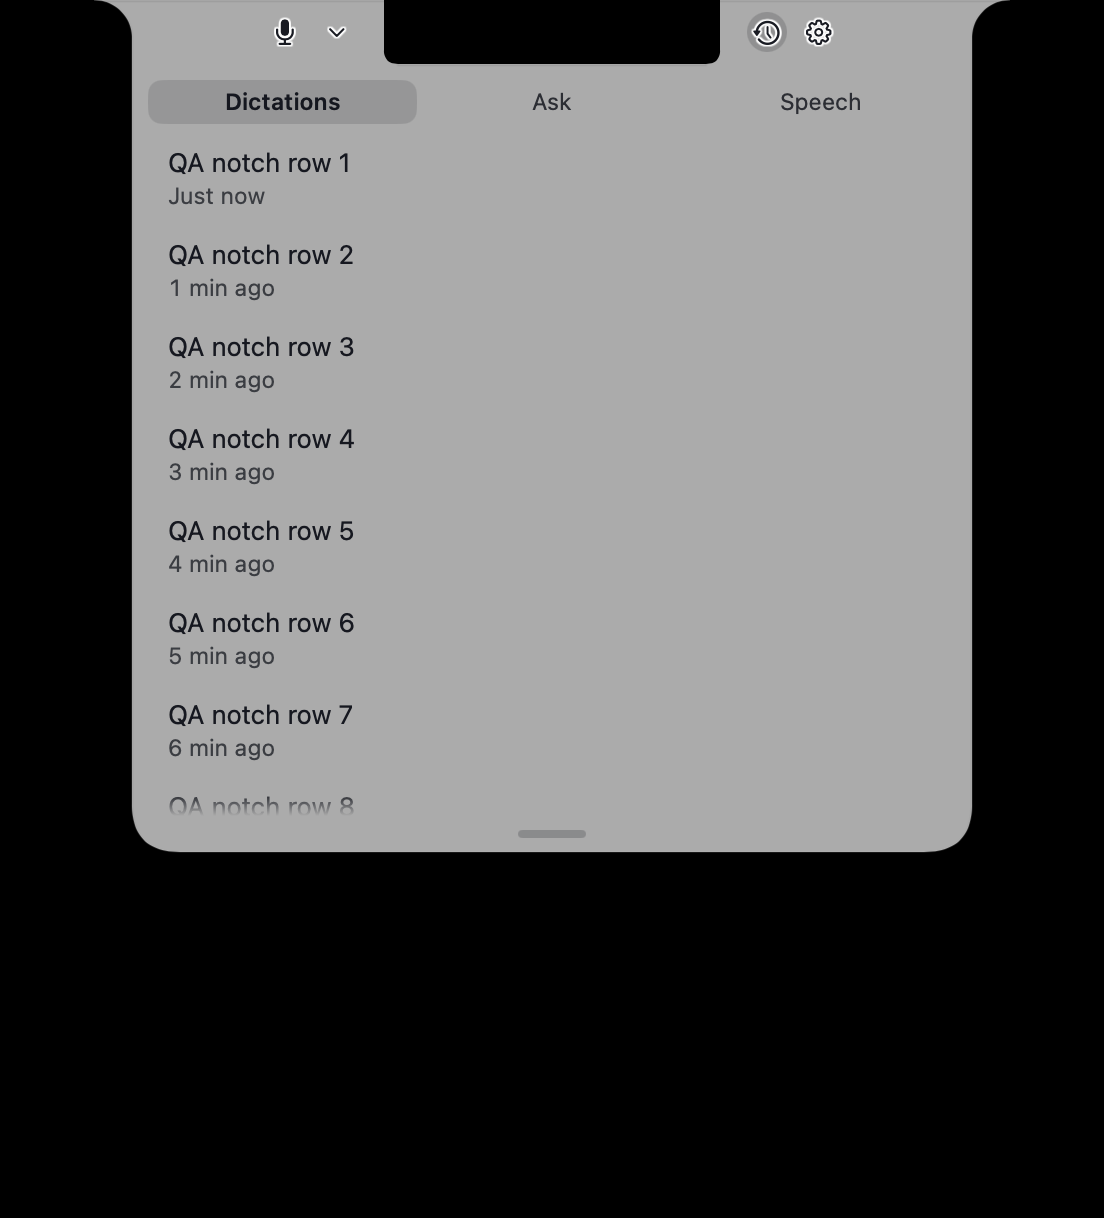 Dictations
Ask
Speech
QA notch row 1
Just now
QA notch row 2
1 min ago
QA notch row 3
2 min ago
QA notch row 4
3 min ago
QA notch row 5
4 min ago
QA notch row 6
5 min ago
QA notch row 7
6 min ago
QA notch row 8